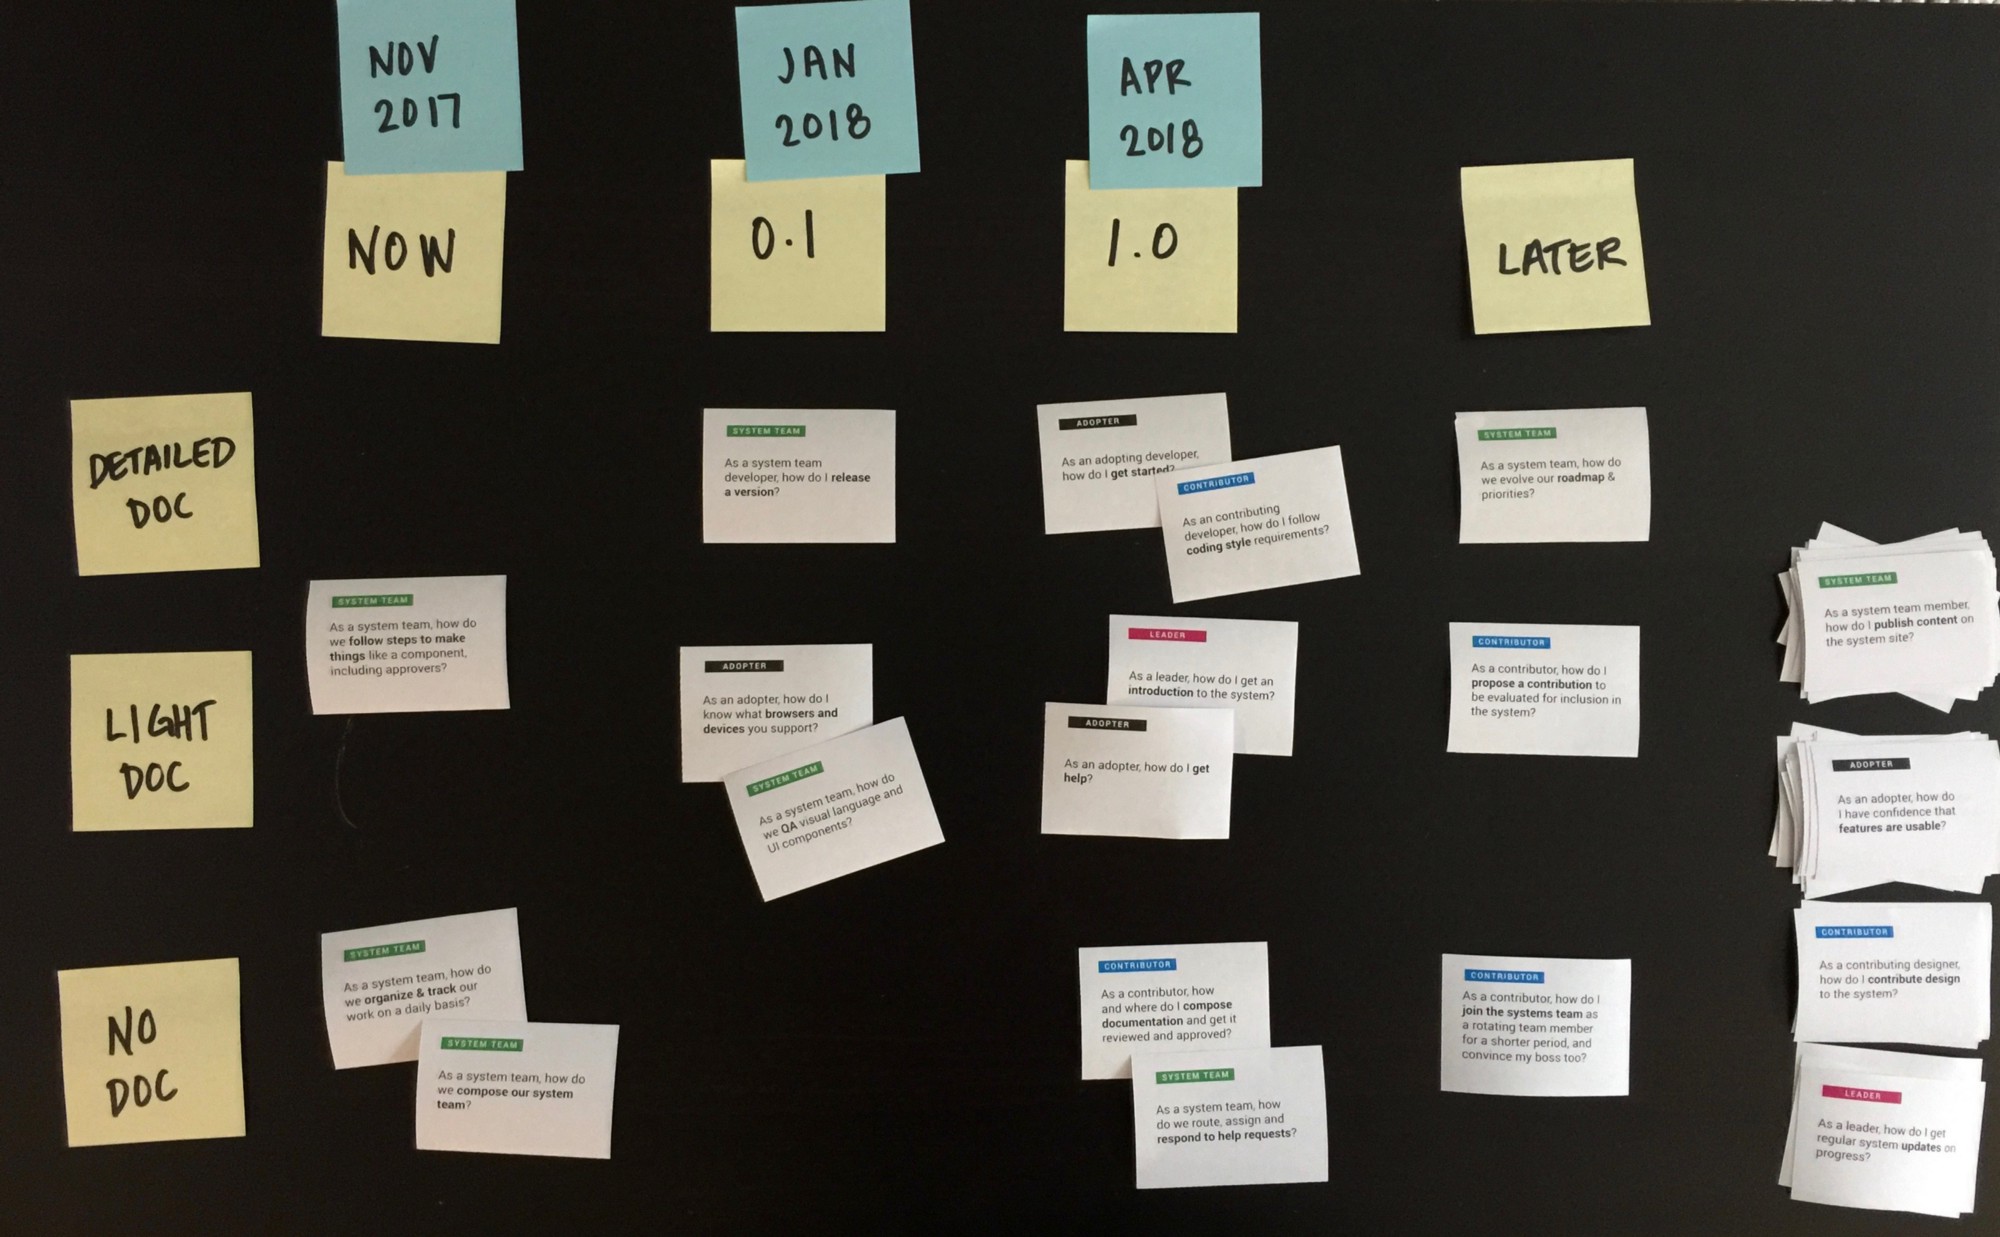 NOV
2017
JAN
2018
APR
2018
NOW
0.1
1.0
LATER
DETAILED
DOC
SYSTEM TEAM
As a system team
developer, how do I release
a version?
ADOPTER
As an adopting developer,
how do I get started?
CONTRIBUTOR
As an contributing
developer, how do I follow
coding style requirements?
SYSTEM TEAM
As a system team, how do
we evolve our roadmap &
priorities?
LIGHT
DOC
SYSTEM TEAM
As a system team, how do
we follow steps to make
things like a component,
including approvers?
ADOPTER
As an adopter, how do I
know what browsers and
devices you support?
SYSTEM TEAM
As a system team, how do
we QA visual language and
UI components?
LEADER
As a leader, how do I get an
introduction to the system?
ADOPTER
As an adopter, how do I get
help?
CONTRIBUTOR
As a contributor, how do I
propose a contribution to
be evaluated for inclusion in
the system?
NO
DOC
SYSTEM TEAM
As a system team, how do
we organize & track our
work on a daily basis?
SYSTEM TEAM
As a system team, how do
we compose our system
team?
CONTRIBUTOR
As a contributor, how
and where do I compose
documentation and get it
reviewed and approved?
SYSTEM TEAM
As a system team, how
do we route, assign and
respond to help requests?
CONTRIBUTOR
As a contributor, how do I
join the systems team as
a rotating team member
for a shorter period, and
convince my boss too?
SYSTEM TEAM
As a system team member,
how do I publish content on
the system site?
ADOPTER
As an adopter, how do
I have confidence that
features are usable?
CONTRIBUTOR
As a contributing designer,
how do I contribute design
to the system?
LEADER
As a leader, how do I get
regular system updates on
progress?